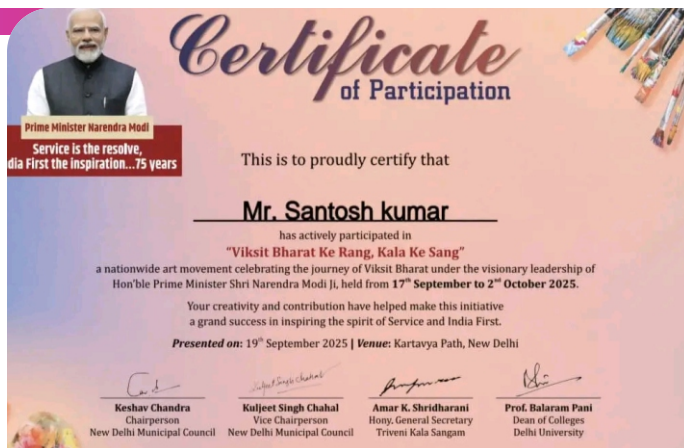 Certificate
of Participation
Prime Minister Narendra Modi
Service is the resolve,
dia First the inspiration...75 years
This is to proudly certify that
Mr. Santosh kumar
has actively participated in
"Viksit Bharat Ke Rang, Kala Ke Sang"
a nationwide art movement celebrating the journey of Viksit Bharat under the visionary leadership of
Hon'ble Prime Minister Shri Narendra Modi Ji, held from 17th September to 2nd October 2025.
Your creativity and contribution have helped make this initiative
a grand success in inspiring the spirit of Service and India First.
Presented on: 19th September 2025 | Venue: Kartavya Path, New Delhi
Kuljeet Singh Chahal
Keshav Chandra
Chairperson
New Delhi Municipal Council
Kuljeet Singh Chahal
Vice Chairperson
New Delhi Municipal Council
Amar K. Shridharani
Hony. General Secretary
Triveni Kala Sangam
Prof. Balaram Pani
Dean of Colleges
Delhi University